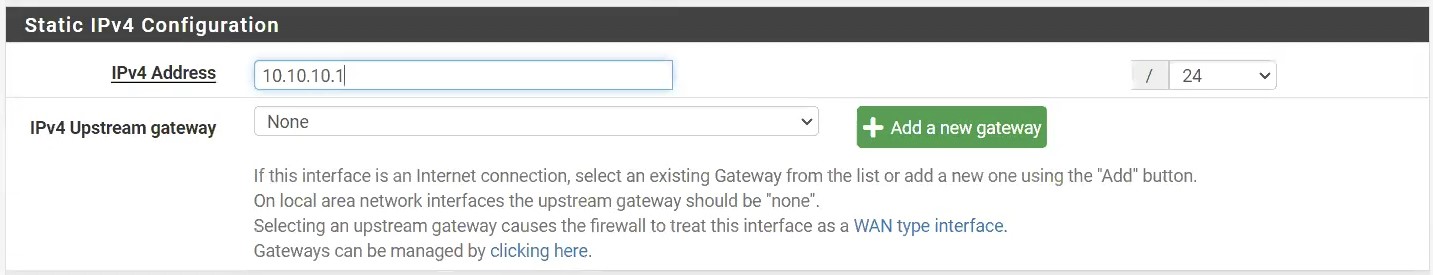 Static IPv4 Configuration
IPv4 Address 10.10.10.1 / 24
IPv4 Upstream gateway None Add a new gateway
If this interface is an Internet connection, select an existing Gateway from the list or add a new one using the "Add" button.
On local area network interfaces the upstream gateway should be "none".
Selecting an upstream gateway causes the firewall to treat this interface as a WAN type interface.
Gateways can be managed by clicking here.